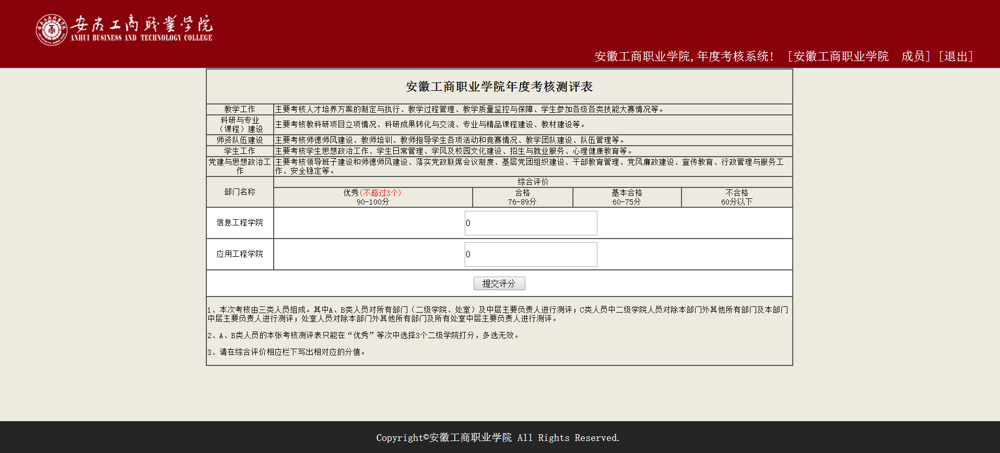 安徽工商职业学院
ANHUI BUSINESS AND TECHNOLOGY COLLEGE
安徽工商职业学院,年度考核系统! [安徽工商职业学院 成员] [退出]
安徽工商职业学院年度考核测评表
教学工作 主要考核人才培养方案的制定与执行、教学过程管理、教学质量监控与保障、学生参加各级各类技能大赛情况等。
科研与专业
（课程）建设 主要考核教科研项目立项情况、科研成果转化与交流、专业与精品课程建设、教材建设等。
师资队伍建设 主要考核师德师风建设、教师培训、教师指导学生各项活动和竞赛情况、教学团队建设、队伍管理等。
学生工作 主要考核学生思想政治工作、学生日常管理、学风及校园文化建设、招生与就业服务、心理健康教育等。
党建与思想政治工
作
主要考核领导班子建设和师德师风建设、落实党政联席会议制度、基层党团组织建设、干部教育管理、党风廉政建设、宣传教育、行政管理与服务工
作、安全稳定等。
部门名称
综合评价
优秀(不超过3个)
90-100分
合格
76-89分
基本合格
60-75分
不合格
60分以下
信息工程学院 0
应用工程学院 0
提交评分
1、本次考核由三类人员组成。其中A、B类人员对所有部门（二级学院、处室）及中层主要负责人进行测评；C类人员中二级学院人员对除本部门外其他所有部门及本部门
中层主要负责人进行测评；处室人员对除本部门外其他所有部门及所有处室中层主要负责人进行测评。
2、A、B类人员的本张考核测评表只能在“优秀”等次中选择3个二级学院打分，多选无效。
3、请在综合评价相应栏下写出相对应的分值。
Copyright©安徽工商职业学院 All Rights Reserved.